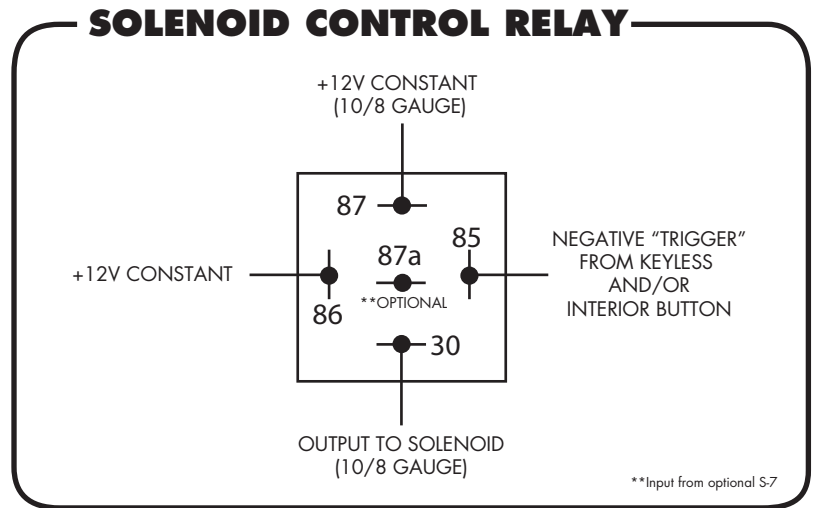 SOLENOID CONTROL RELAY
+12V CONSTANT
(10/8 GAUGE)
87
85
87a
**OPTIONAL
+12V CONSTANT
86
NEGATIVE “TRIGGER”
FROM KEYLESS
AND/OR
INTERIOR BUTTON
30
OUTPUT TO SOLENOID
(10/8 GAUGE)
**Input from optional S-7